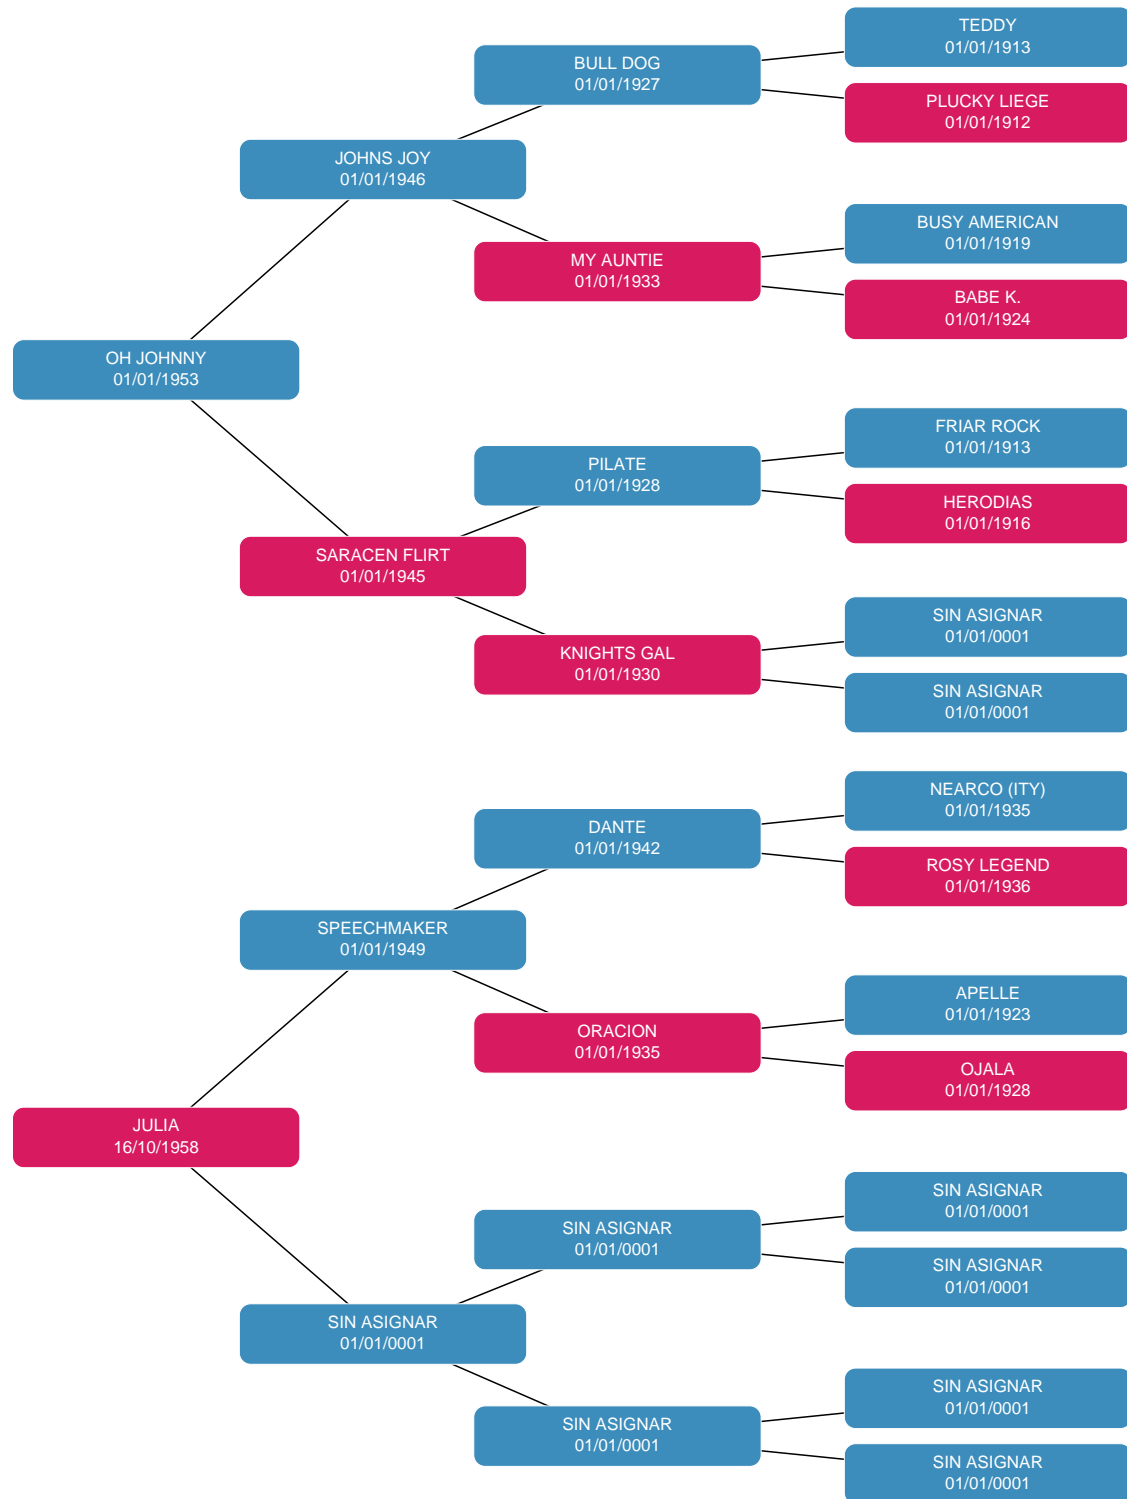 TEDDY
01/01/1913
BULL DOG
01/01/1927
PLUCKY LIEGE
01/01/1912
JOHNS JOY
01/01/1946
BUSY AMERICAN
01/01/1919
MY AUNTIE
01/01/1933
BABE K.
01/01/1924
OH JOHNNY
01/01/1953
FRIAR ROCK
01/01/1913
PILATE
01/01/1928
HERODIAS
01/01/1916
SARACEN FLIRT
01/01/1945
SIN ASIGNAR
01/01/0001
KNIGHTS GAL
01/01/1930
SIN ASIGNAR
01/01/0001
NEARCO (ITY)
01/01/1935
DANTE
01/01/1942
ROSY LEGEND
01/01/1936
SPEECHMAKER
01/01/1949
APELLE
01/01/1923
ORACION
01/01/1935
OJALA
01/01/1928
JULIA
16/10/1958
SIN ASIGNAR
01/01/0001
SIN ASIGNAR
01/01/0001
SIN ASIGNAR
01/01/0001
SIN ASIGNAR
01/01/0001
SIN ASIGNAR
01/01/0001
SIN ASIGNAR
01/01/0001
SIN ASIGNAR
01/01/0001